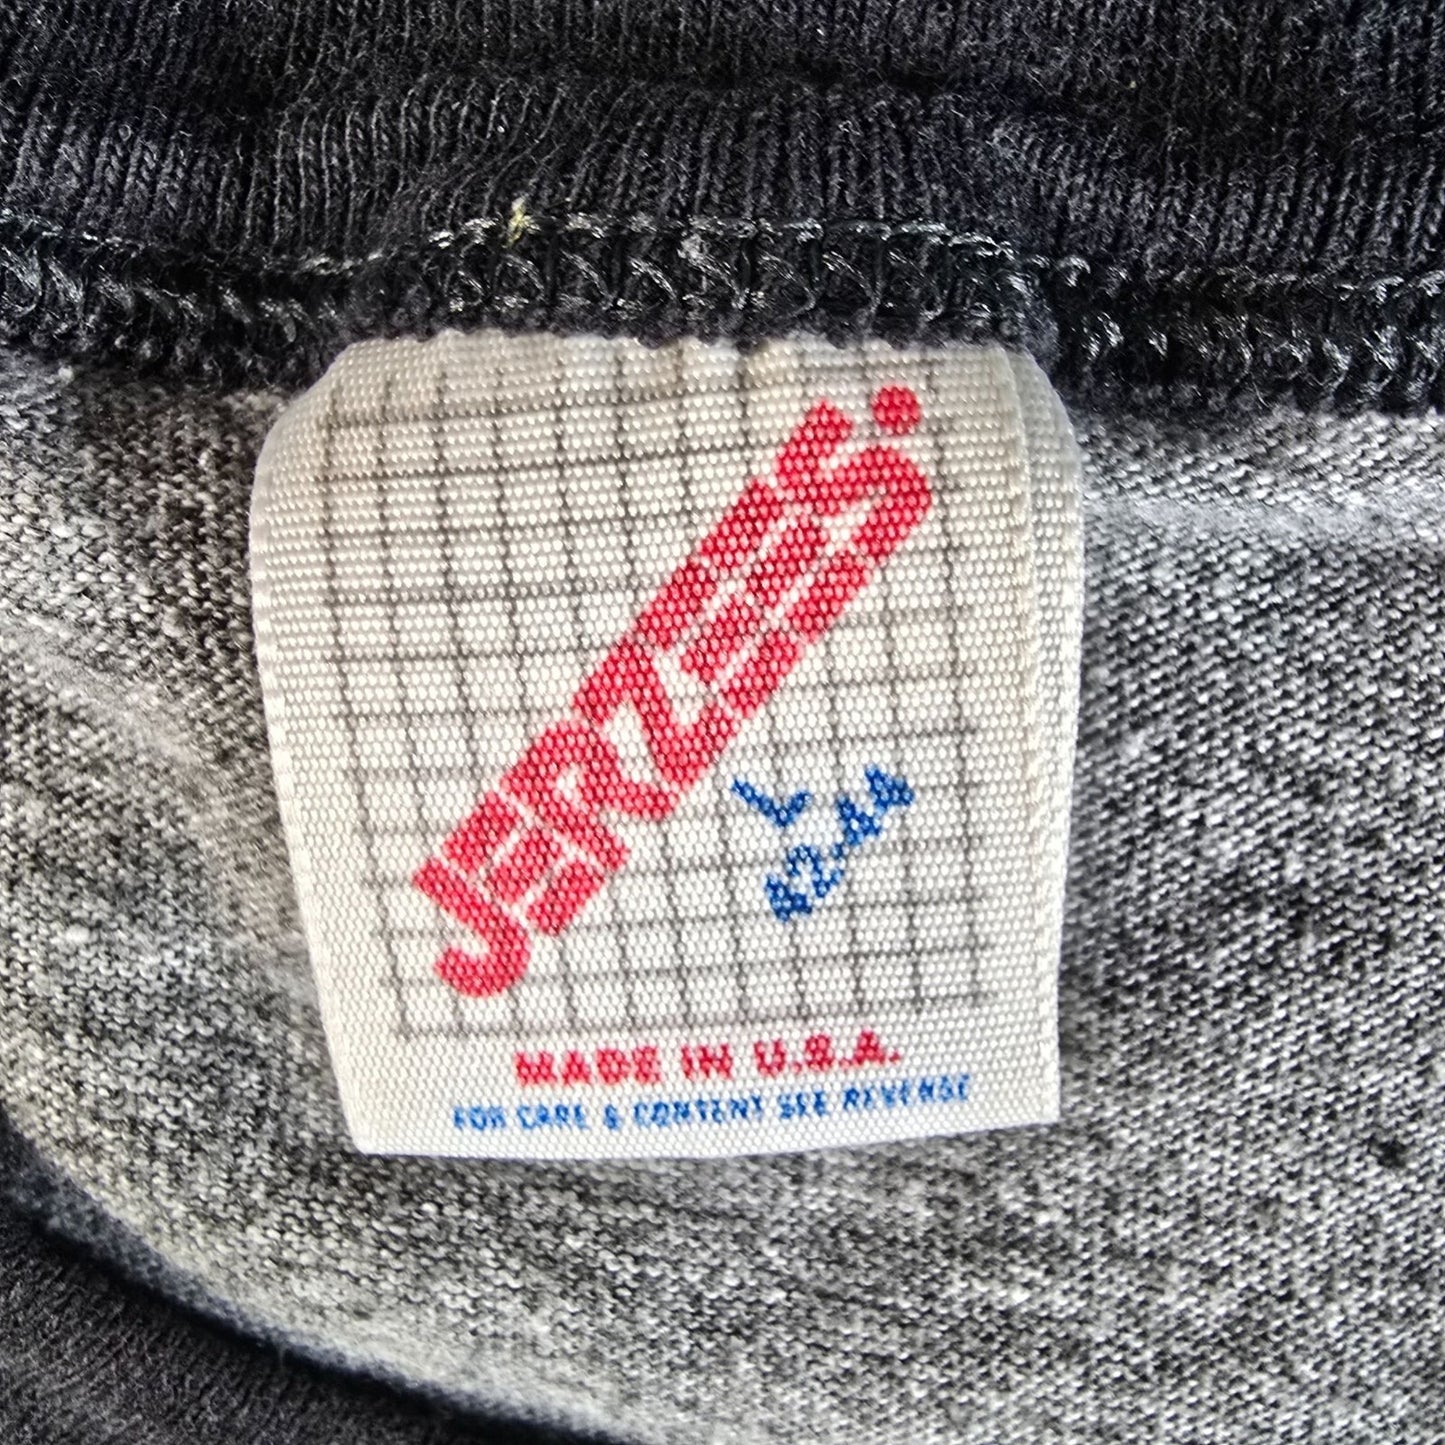 JERZEES.
L
42-44
MADE IN U.S.A.
FOR CARE & CONTENT SEE REVERSE